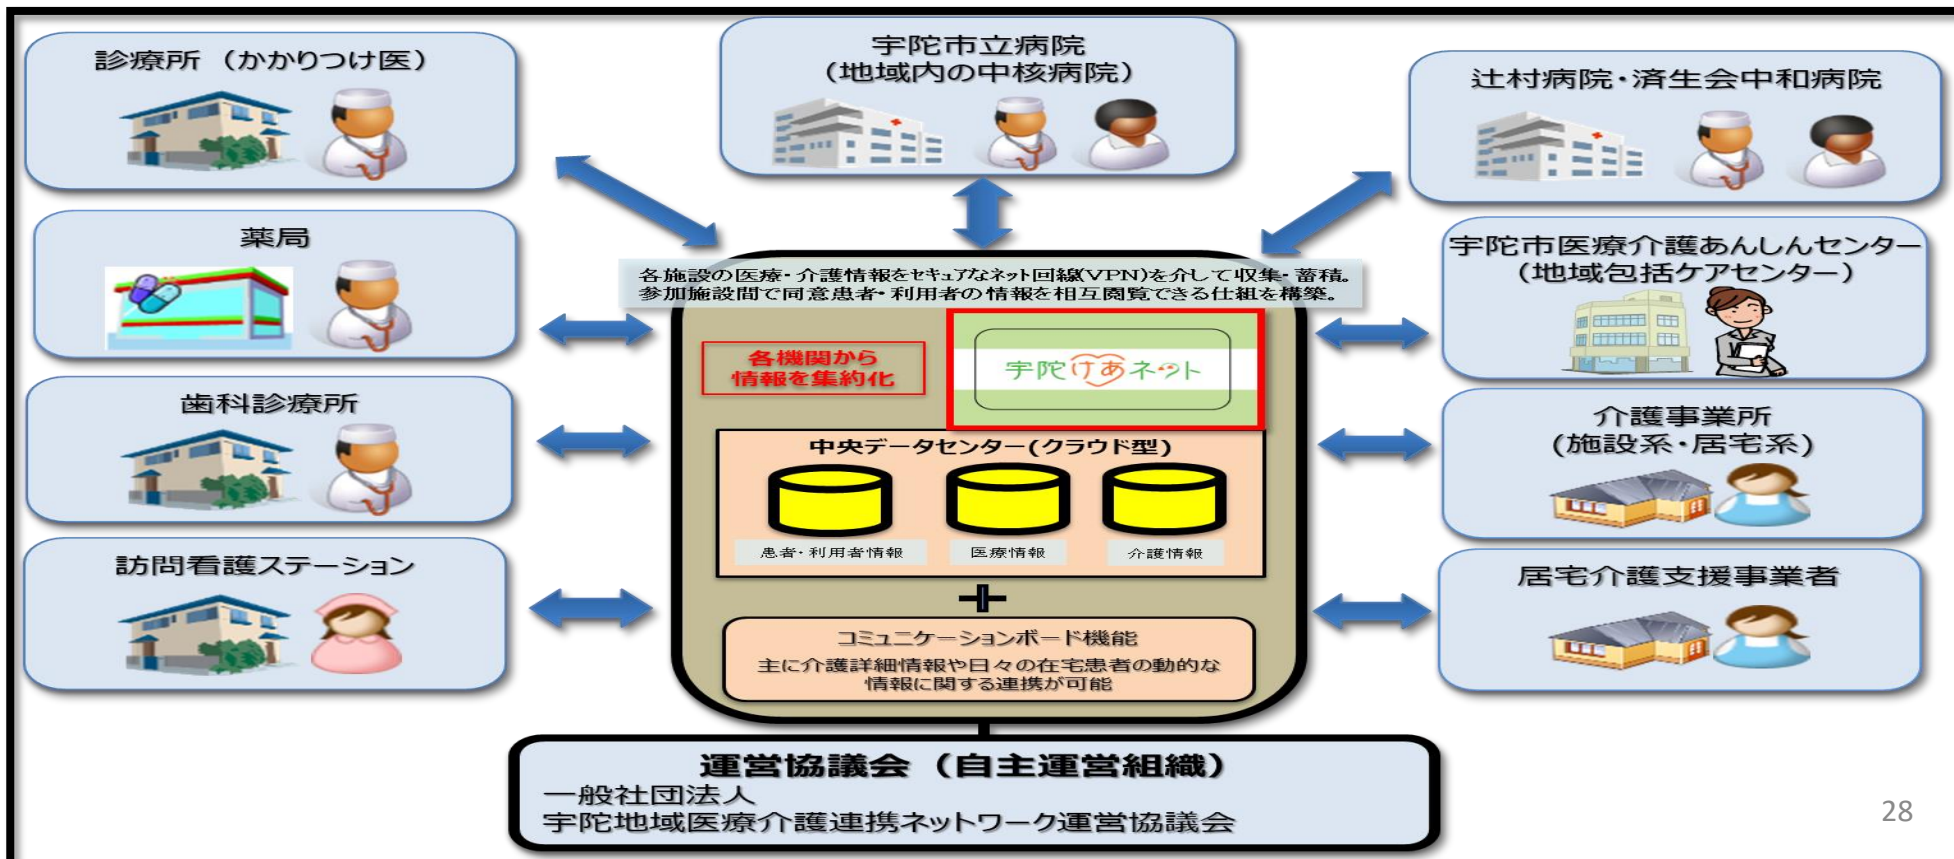 診療所（かかりつけ医）
宇陀市立病院
（地域内の中核病院）
辻村病院・済生会中和病院
薬局
宇陀市医療介護あんしんセンター
（地域包括ケアセンター）
各施設の医療・介護情報をセキュアなネット回線(VPN)を介して収集・蓄積。
参加施設間で同意患者・利用者の情報を相互閲覧できる仕組を構築。
各機関から
情報を集約化
宇陀けあネット
歯科診療所
介護事業所
(施設系・居宅系)
中央データセンター(クラウド型)
患者・利用者情報
医療情報
介護情報
訪問看護ステーション
居宅介護支援事業者
コミュニケーションボード機能
主に介護詳細情報や日々の在宅患者の動的な
情報に関する連携が可能
運営協議会（自主運営組織）
一般社団法人
宇陀地域医療介護連携ネットワーク運営協議会
28